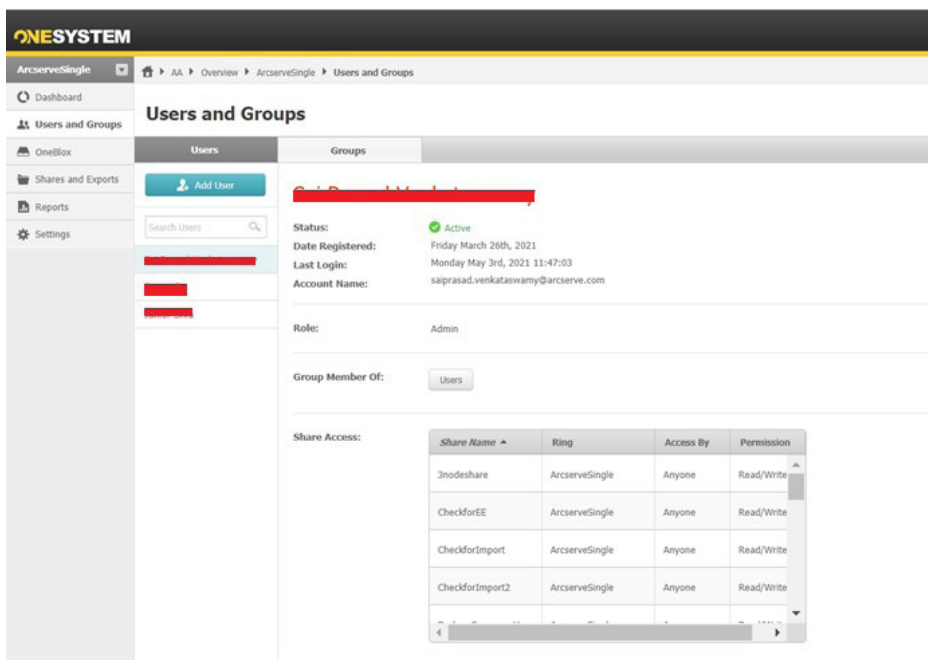 ONESYSTEM
ArcserveSingle
AA Overview ArcserveSingle Users and Groups
Dashboard
Users and Groups
OneBlox
Shares and Exports
Reports
Settings
Users and Groups
Users Groups
Add User
Search Users
Status: Active
Date Registered: Friday March 26th, 2021
Last Login: Monday May 3rd, 2021 11:47:03
Account Name: saiprasad.venkataswamy@arcserve.com
Role: Admin
Group Member Of: Users
Share Access:
Share Name Ring Access By Permission
3nodeshare ArcserveSingle Anyone Read/Write
CheckforEE ArcserveSingle Anyone Read/Write
CheckforImport ArcserveSingle Anyone Read/Write
CheckforImport2 ArcserveSingle Anyone Read/Write